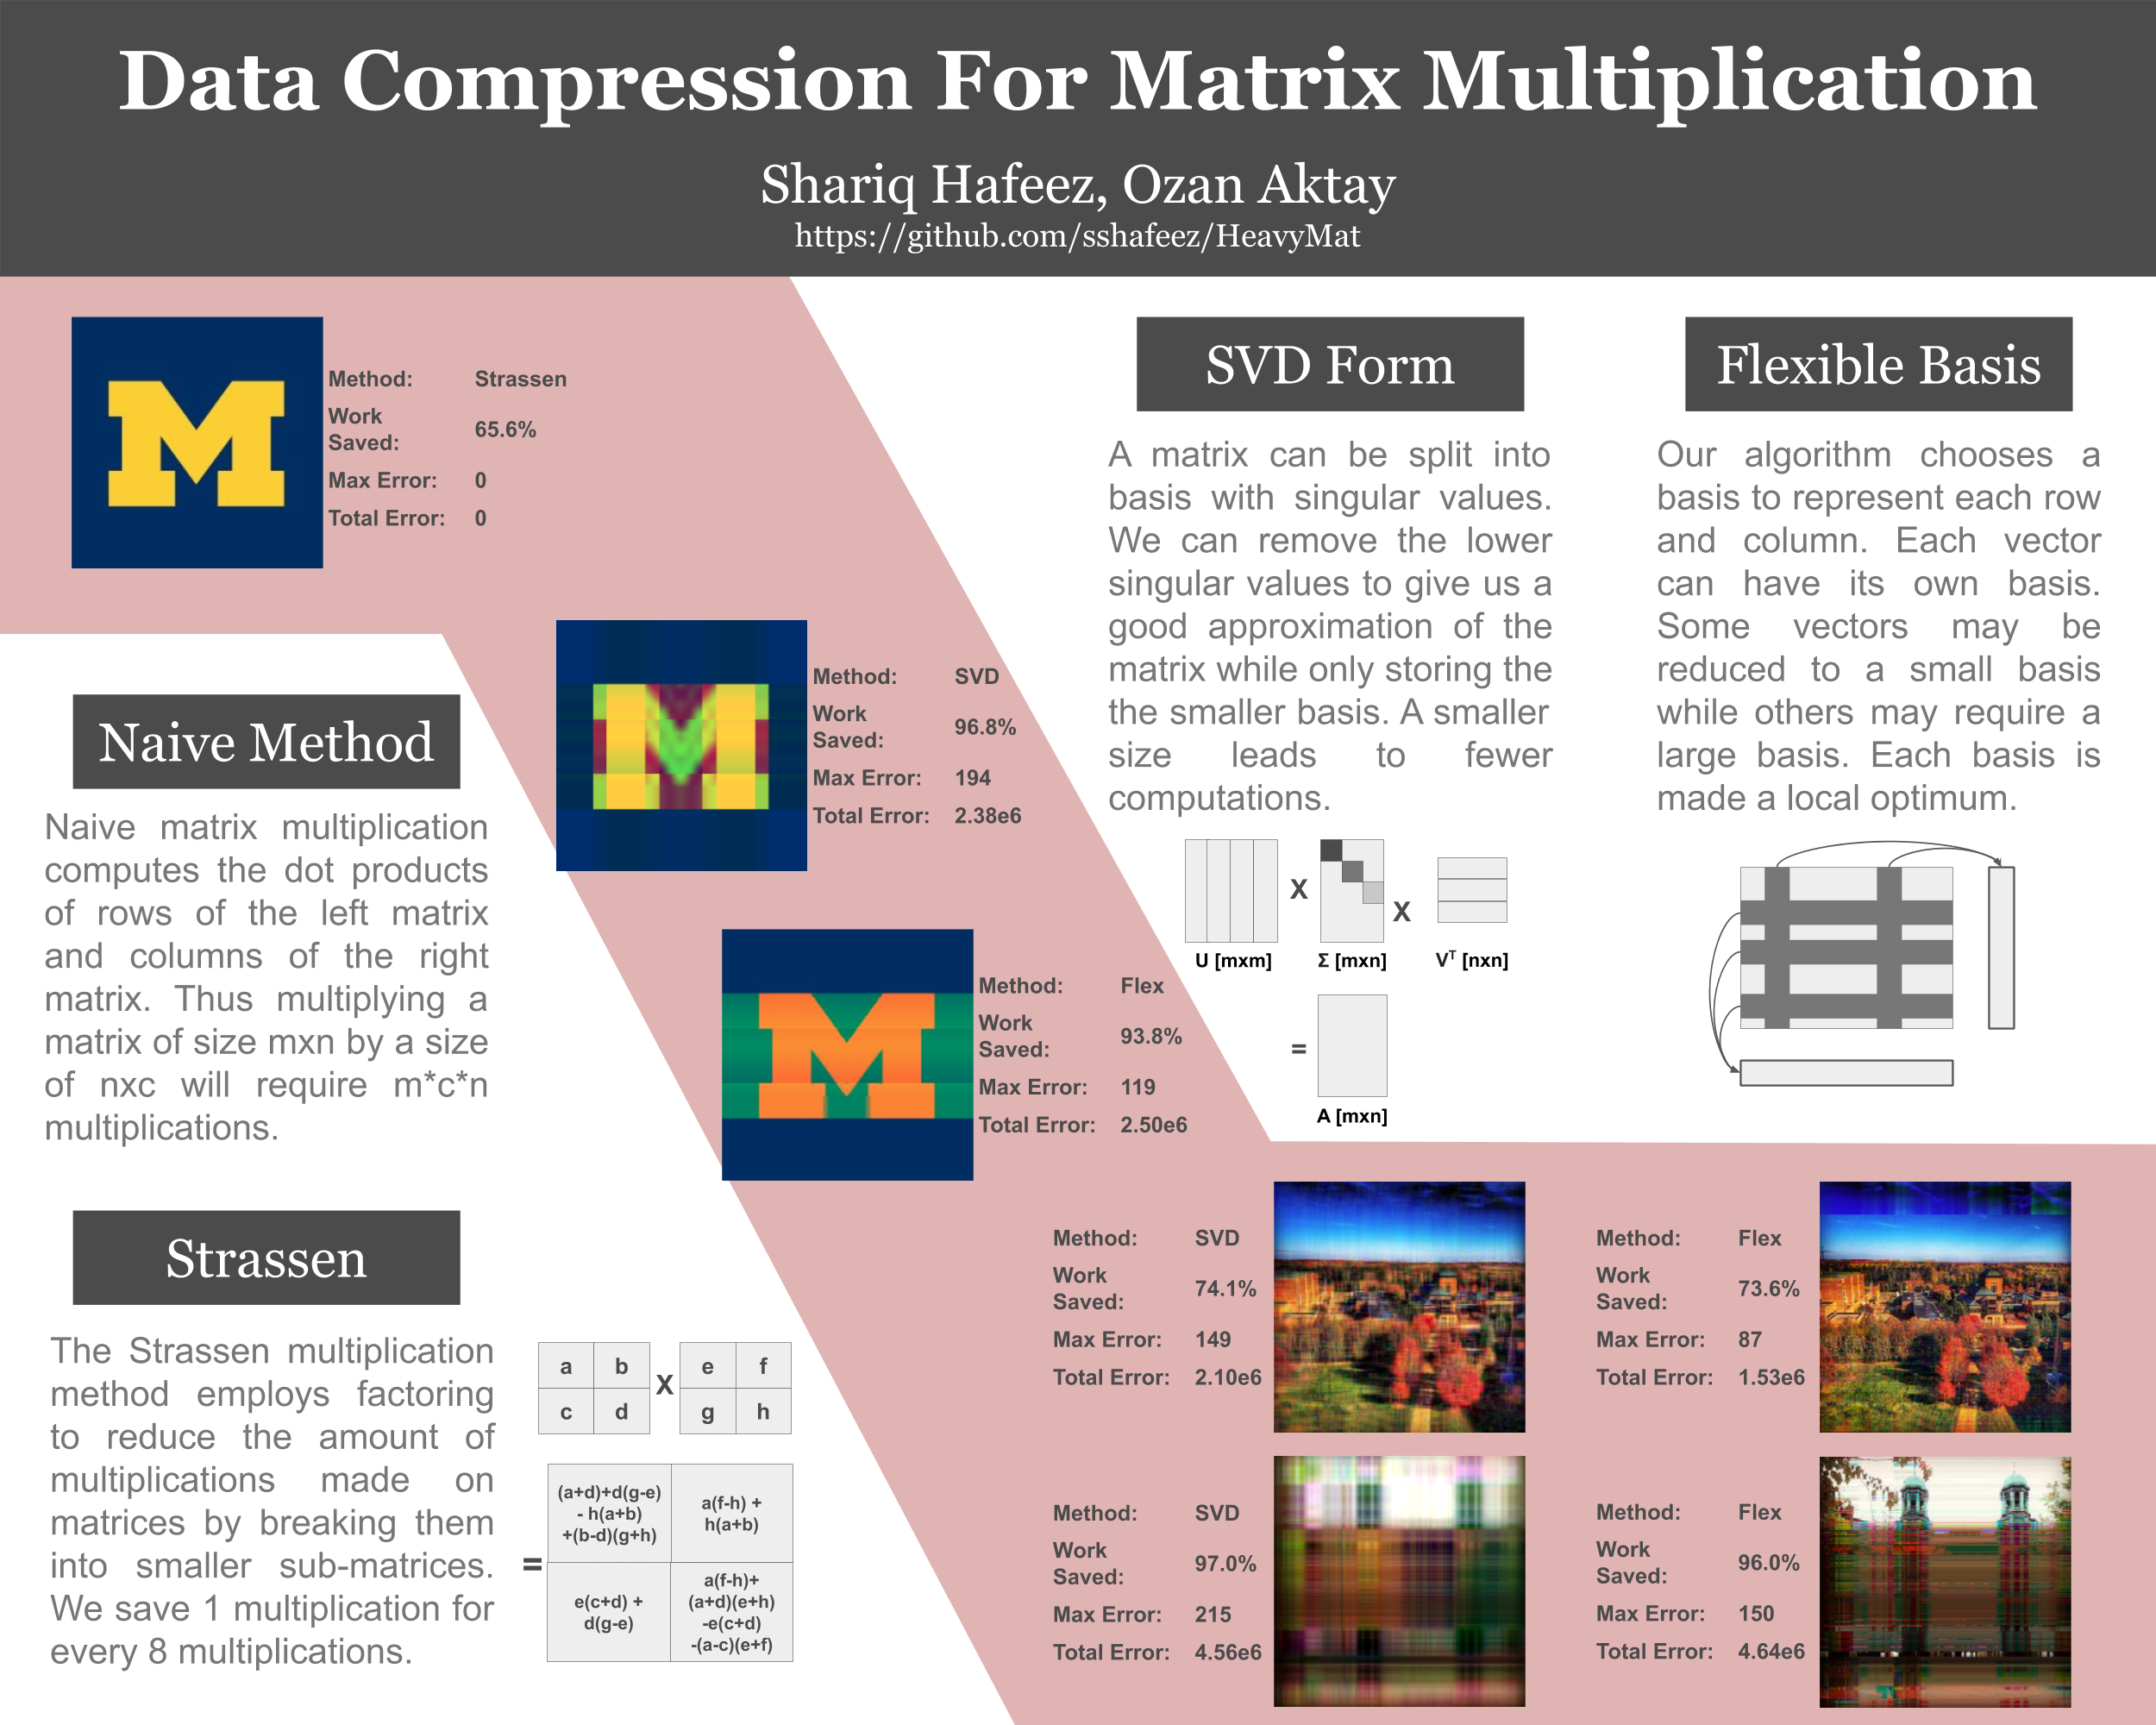 Data Compression For Matrix Multiplication
Shariq Hafeez, Ozan Aktay
https://github.com/sshafeez/HeavyMat
M
Method: Strassen
Work Saved: 65.6%
Max Error: 0
Total Error: 0
Method: SVD
Work Saved: 96.8%
Max Error: 194
Total Error: 2.38e6
Method: Flex
Work Saved: 93.8%
Max Error: 119
Total Error: 2.50e6
Naive Method
Naive matrix multiplication
computes the dot products
of rows of the left matrix
and columns of the right
matrix. Thus multiplying a
matrix of size mxn by a size
of nxc will require m*c*n
multiplications.
Strassen
The Strassen multiplication
method employs factoring
to reduce the amount of
multiplications made on
matrices by breaking them
into smaller sub-matrices.
We save 1 multiplication for
every 8 multiplications.
a b
c d
X
e f
g h
=
(a+d)+d(g-e)
- h(a+b)
+(b-d)(g+h)
a(f-h) +
h(a+b)
e(c+d) +
d(g-e)
a(f-h)+
(a+d)(e+h)
-e(c+d)
-(a-c)(e+f)
SVD Form
A matrix can be split into
basis with singular values.
We can remove the lower
singular values to give us a
good approximation of the
matrix while only storing the
the smaller basis. A smaller
size leads to fewer
computations.
X
X
U [mxm] Σ [mxn] Vᵀ [nxn]
=
A [mxn]
Flexible Basis
Our algorithm chooses a
basis to represent each row
and column. Each vector
can have its own basis.
Some vectors may be
reduced to a small basis
while others may require a
large basis. Each basis is
made a local optimum.
Method: SVD
Work Saved: 74.1%
Max Error: 149
Total Error: 2.10e6
Method: Flex
Work Saved: 73.6%
Max Error: 87
Total Error: 1.53e6
Method: SVD
Work Saved: 97.0%
Max Error: 215
Total Error: 4.56e6
Method: Flex
Work Saved: 96.0%
Max Error: 150
Total Error: 4.64e6